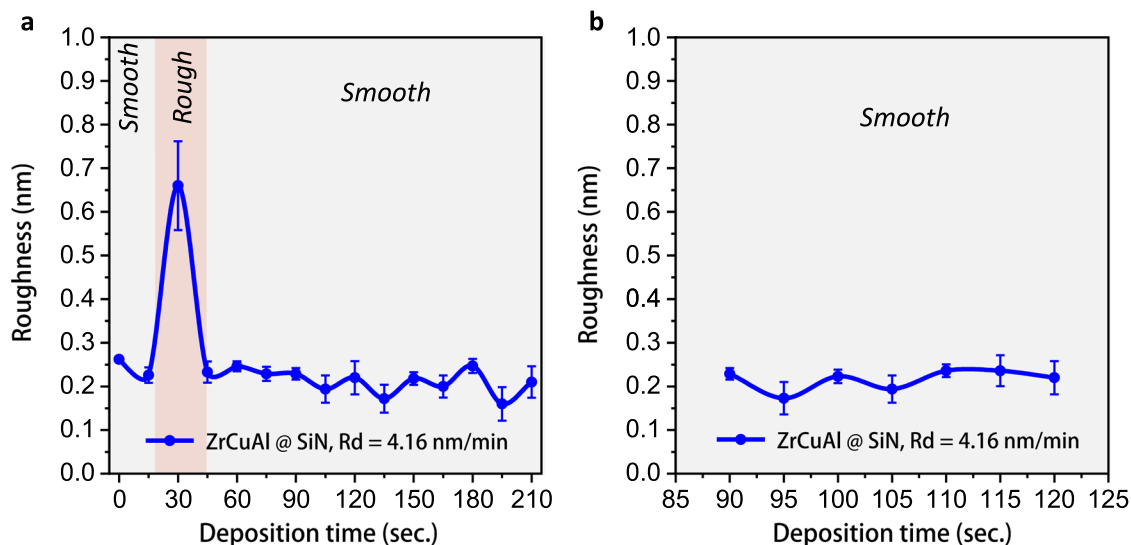 a
1.0
0.9
0.8
0.7
0.6
0.5
0.4
0.3
0.2
0.1
0.0
Roughness (nm)
Smooth
Rough
Smooth
ZrCuAl @ SiN, Rd = 4.16 nm/min
0 30 60 90 120 150 180 210
Deposition time (sec.)
b
1.0
0.9
0.8
0.7
0.6
0.5
0.4
0.3
0.2
0.1
0.0
Roughness (nm)
Smooth
ZrCuAl @ SiN, Rd = 4.16 nm/min
85 90 95 100 105 110 115 120 125
Deposition time (sec.)